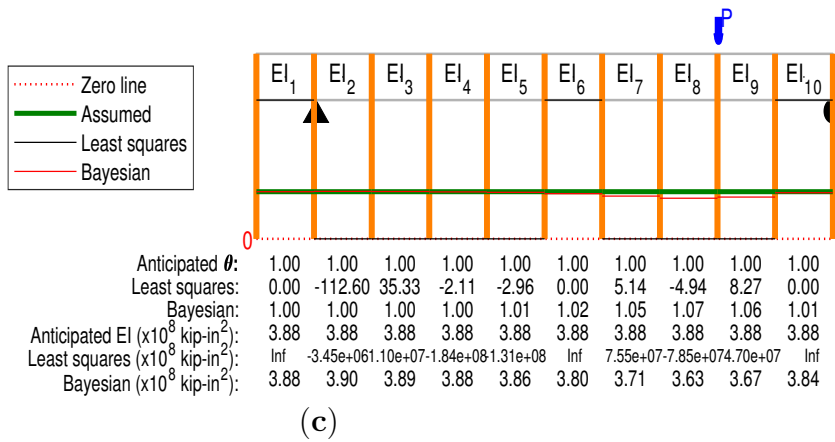 P
EI1 EI2 EI3 EI4 EI5 EI6 EI7 EI8 EI9 EI10
Zero line
Assumed
Least squares
Bayesian
0
Anticipated θ: 1.00 1.00 1.00 1.00 1.00 1.00 1.00 1.00 1.00 1.00
Least squares: 0.00 -112.60 35.33 -2.11 -2.96 0.00 5.14 -4.94 8.27 0.00
Bayesian: 1.00 1.00 1.00 1.00 1.01 1.02 1.05 1.07 1.06 1.01
Anticipated EI (x10^8 kip-in^2): 3.88 3.88 3.88 3.88 3.88 3.88 3.88 3.88 3.88 3.88
Least squares (x10^8 kip-in^2): Inf -3.45e+06 1.10e+07 -1.84e+08 -1.31e+08 Inf 7.55e+07 -7.85e+07 4.70e+07 Inf
Bayesian (x10^8 kip-in^2): 3.88 3.90 3.89 3.88 3.86 3.80 3.71 3.63 3.67 3.84
(c)